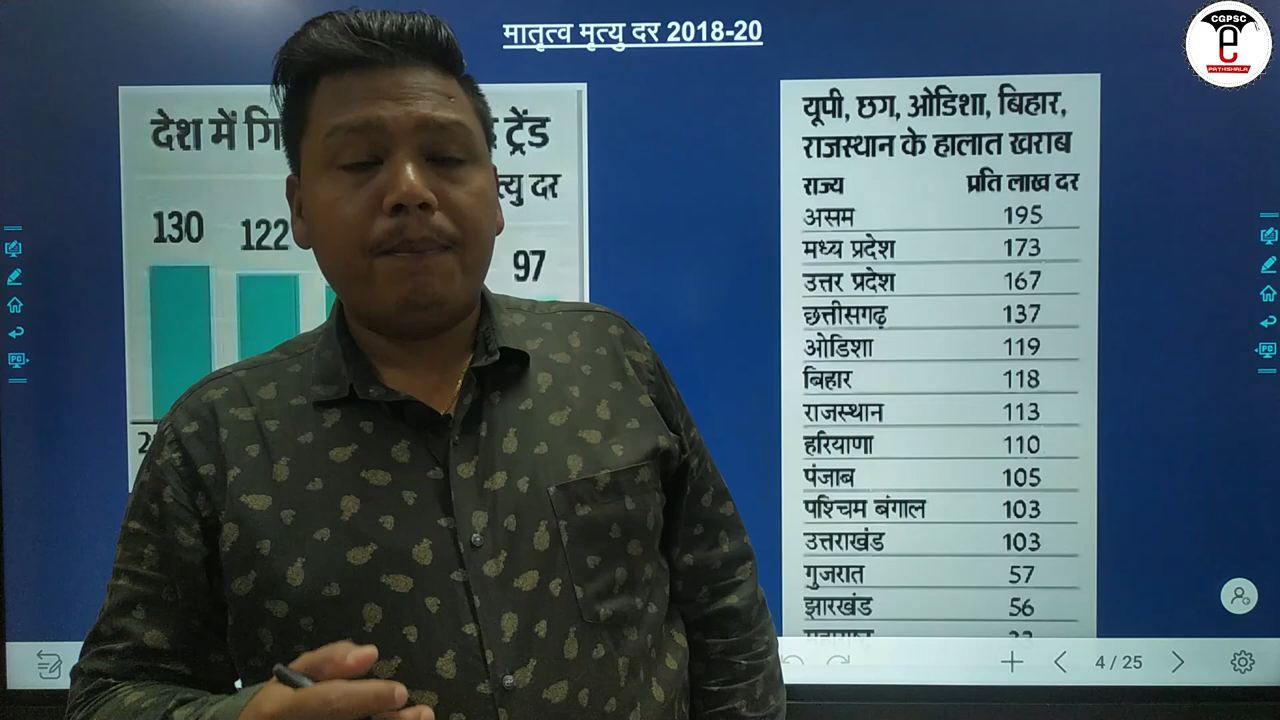 मातृत्व मृत्यु दर 2018-20
CGPSC
e
PATHSHALA
देश में
ट्रेंड
दर
130
122
97
यूपी, छग, ओडिशा, बिहार,
राजस्थान के हालात खराब
राज्य प्रति लाख दर
असम 195
मध्य प्रदेश 173
उत्तर प्रदेश 167
छत्तीसगढ़ 137
ओडिशा 119
बिहार 118
राजस्थान 113
हरियाणा 110
पंजाब 105
पश्चिम बंगाल 103
उत्तराखंड 103
गुजरात 57
झारखंड 56
PC
PC
4 / 25